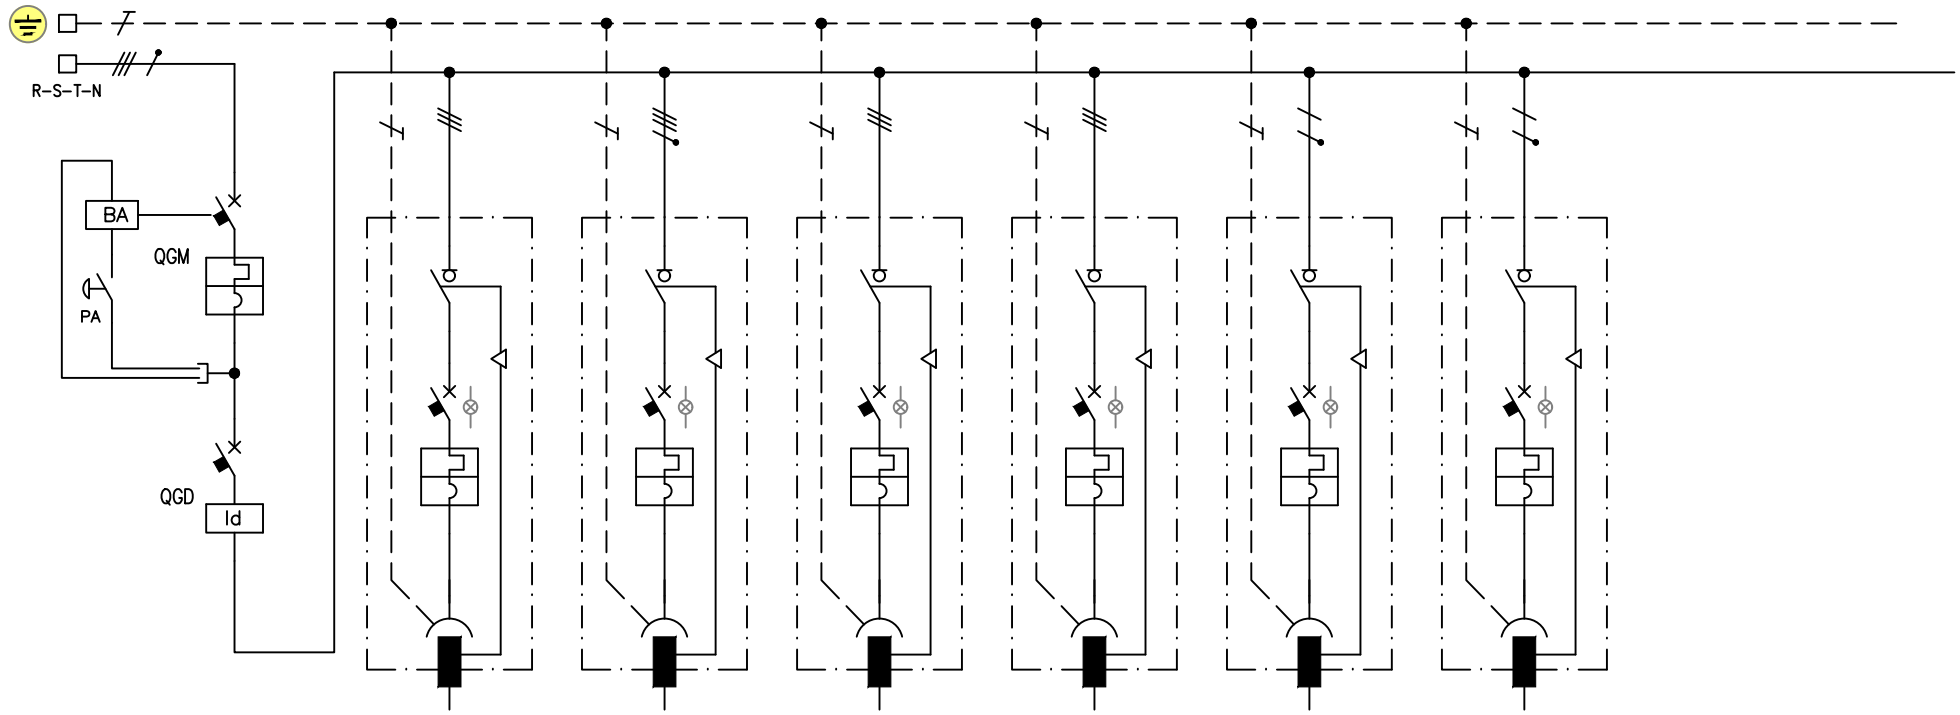 R-S-T-N
BA
QGM
PA
QGD
Id